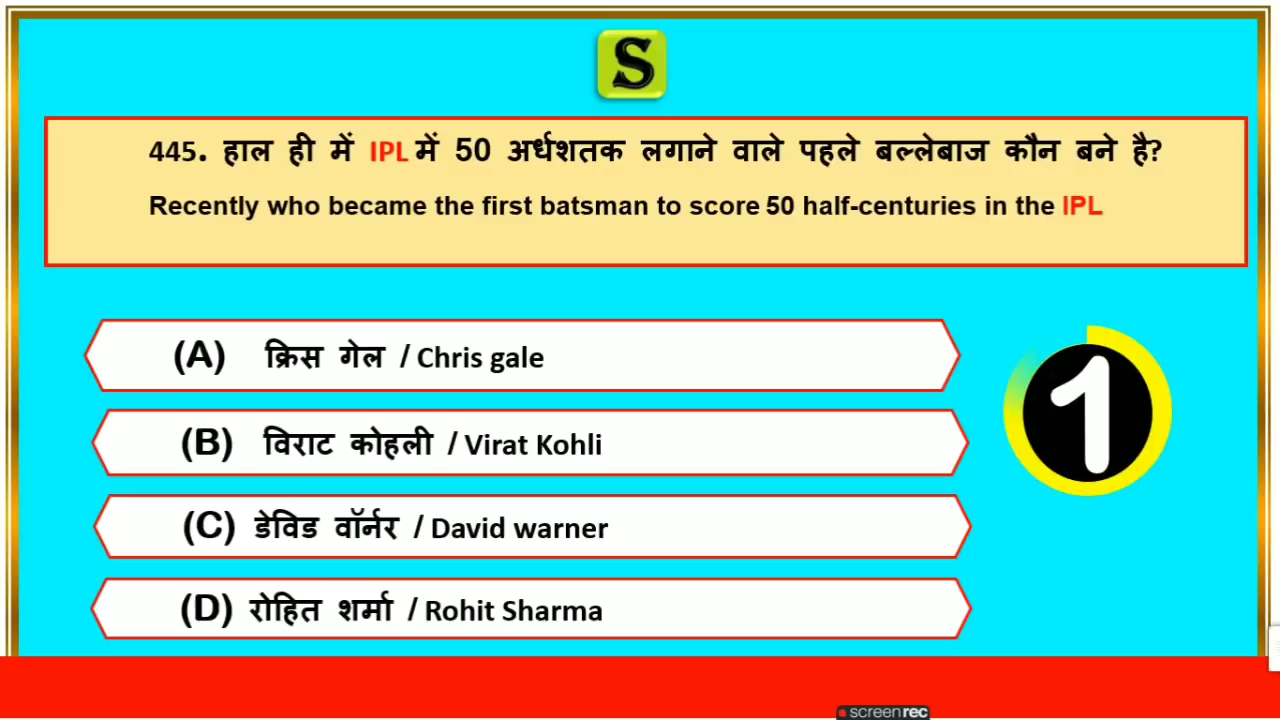 S
445. हाल ही में IPL में 50 अर्धशतक लगाने वाले पहले बल्लेबाज कौन बने है?
Recently who became the first batsman to score 50 half-centuries in the IPL
(A) क्रिस गेल / Chris gale
1
(B) विराट कोहली / Virat Kohli
(C) डेविड वॉर्नर / David warner
(D) रोहित शर्मा / Rohit Sharma
screenrec